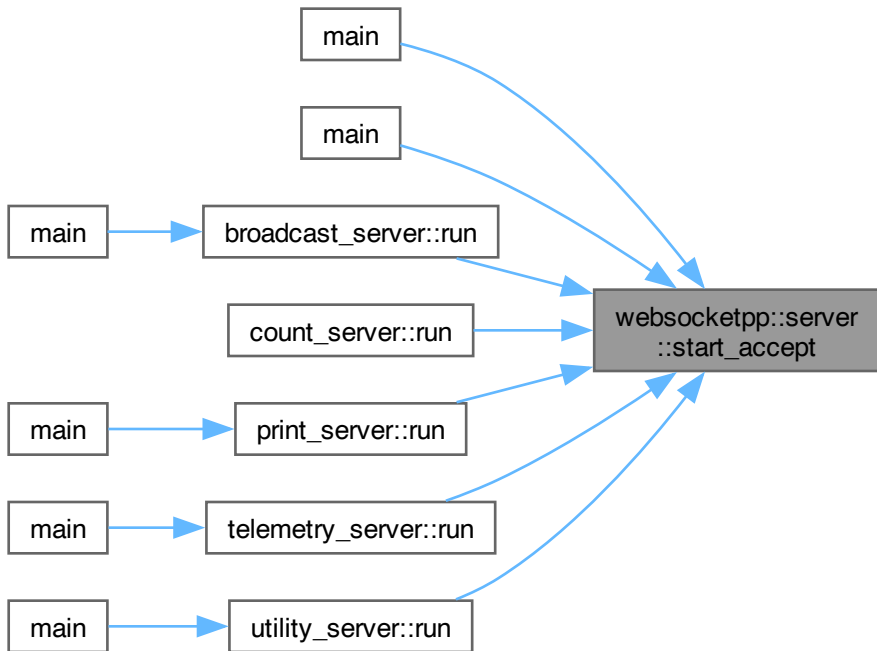 main
main
main
broadcast_server::run
count_server::run
websocketpp::server
::start_accept
main
print_server::run
main
telemetry_server::run
main
utility_server::run